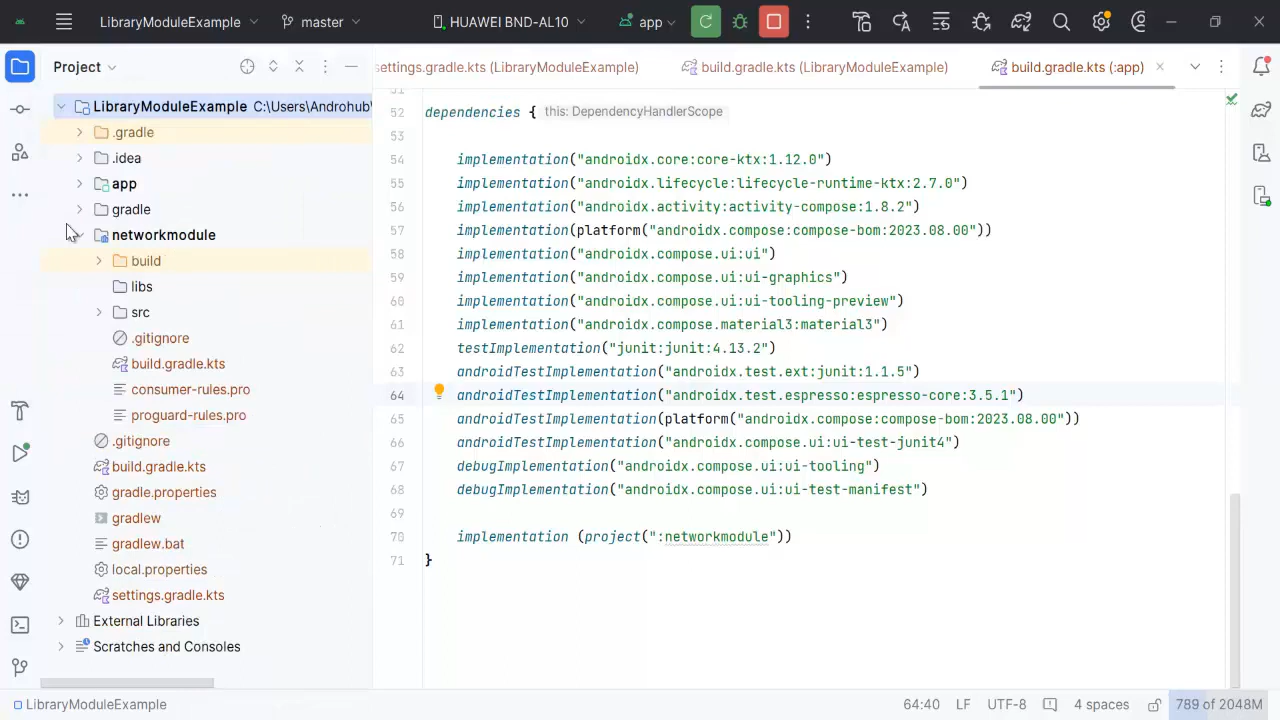 LibraryModuleExample
master
HUAWEI BND-AL10
app
Project
settings.gradle.kts (LibraryModuleExample)
build.gradle.kts (LibraryModuleExample)
build.gradle.kts (:app)
LibraryModuleExample C:\Users\Androhub\
.gradle
.idea
app
gradle
networkmodule
build
libs
src
.gitignore
build.gradle.kts
consumer-rules.pro
proguard-rules.pro
.gitignore
build.gradle.kts
gradle.properties
gradlew
gradlew.bat
local.properties
settings.gradle.kts
External Libraries
Scratches and Consoles
51
52 dependencies { this: DependencyHandlerScope
53
54 implementation("androidx.core:core-ktx:1.12.0")
55 implementation("androidx.lifecycle:lifecycle-runtime-ktx:2.7.0")
56 implementation("androidx.activity:activity-compose:1.8.2")
57 implementation(platform("androidx.compose:compose-bom:2023.08.00"))
58 implementation("androidx.compose.ui:ui")
59 implementation("androidx.compose.ui:ui-graphics")
60 implementation("androidx.compose.ui:ui-tooling-preview")
61 implementation("androidx.compose.material3:material3")
62 testImplementation("junit:junit:4.13.2")
63 androidTestImplementation("androidx.test.ext:junit:1.1.5")
64 androidTestImplementation("androidx.test.espresso:espresso-core:3.5.1")
65 androidTestImplementation(platform("androidx.compose:compose-bom:2023.08.00"))
66 androidTestImplementation("androidx.compose.ui:ui-test-junit4")
67 debugImplementation("androidx.compose.ui:ui-tooling")
68 debugImplementation("androidx.compose.ui:ui-test-manifest")
69
70 implementation (project(":networkmodule"))
71 }
LibraryModuleExample
64:40 LF UTF-8 4 spaces 789 of 2048M